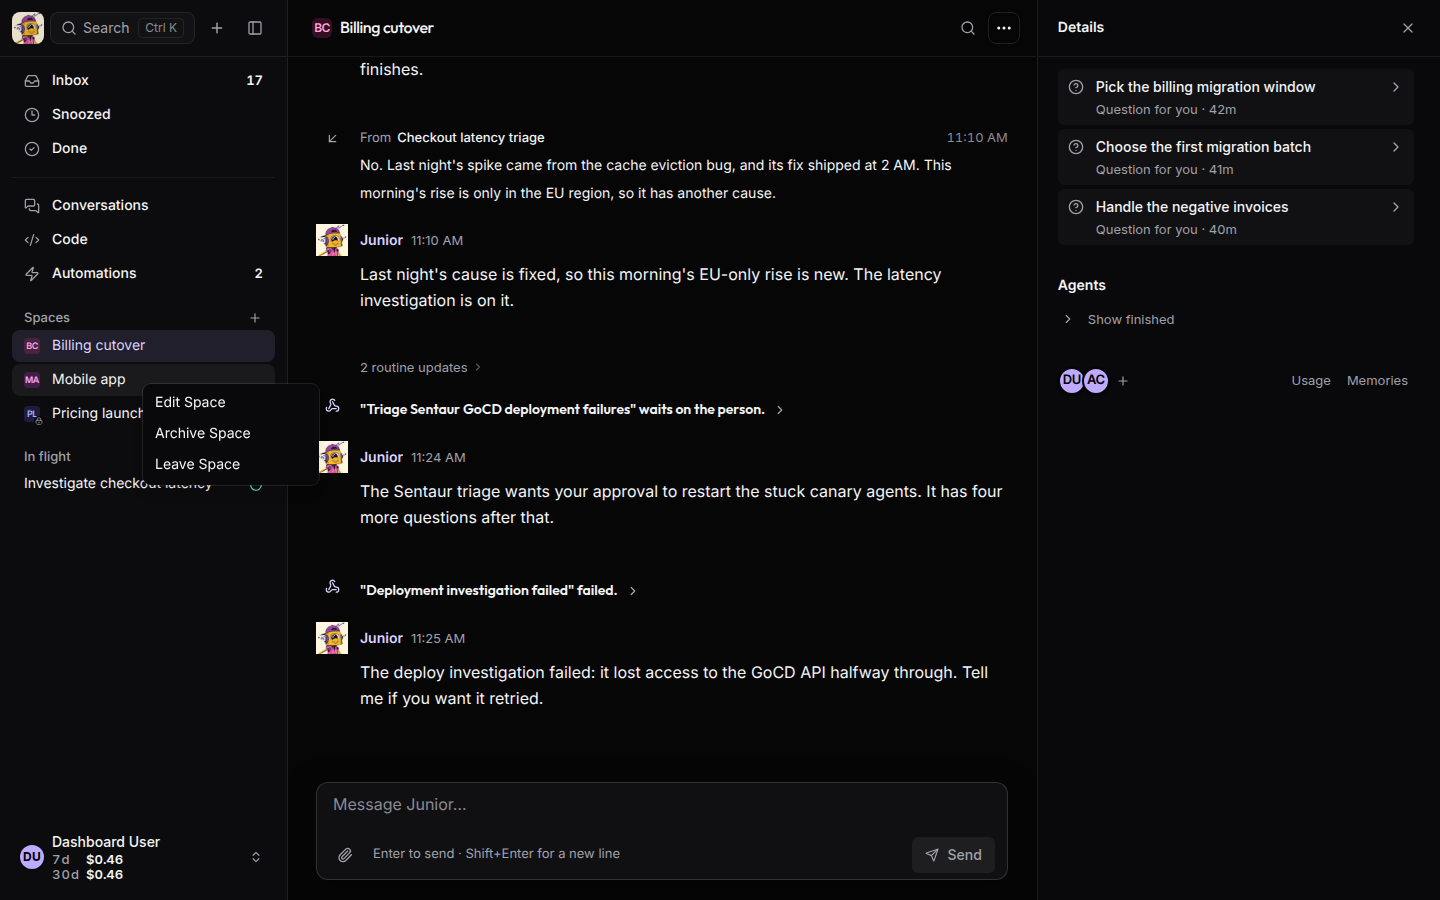 Search
Ctrl K
Inbox
17
Snoozed
Done
Conversations
Code
Automations
2
Spaces
BC
Billing cutover
MA
Mobile app
PL
Pricing launch
Edit Space
Archive Space
Leave Space
In flight
Investigate checkout latency
DU
Dashboard User
7d $0.46
30d $0.46
BC
Billing cutover
finishes.
From Checkout latency triage
11:10 AM
No. Last night's spike came from the cache eviction bug, and its fix shipped at 2 AM. This
morning's rise is only in the EU region, so it has another cause.
Junior 11:10 AM
Last night's cause is fixed, so this morning's EU-only rise is new. The latency
investigation is on it.
2 routine updates
"Triage Sentaur GoCD deployment failures" waits on the person.
Junior 11:24 AM
The Sentaur triage wants your approval to restart the stuck canary agents. It has four
more questions after that.
"Deployment investigation failed" failed.
Junior 11:25 AM
The deploy investigation failed: it lost access to the GoCD API halfway through. Tell
me if you want it retried.
Message Junior...
Enter to send · Shift+Enter for a new line
Send
Details
Pick the billing migration window
Question for you · 42m
Choose the first migration batch
Question for you · 41m
Handle the negative invoices
Question for you · 40m
Agents
Show finished
DU
AC
Usage
Memories